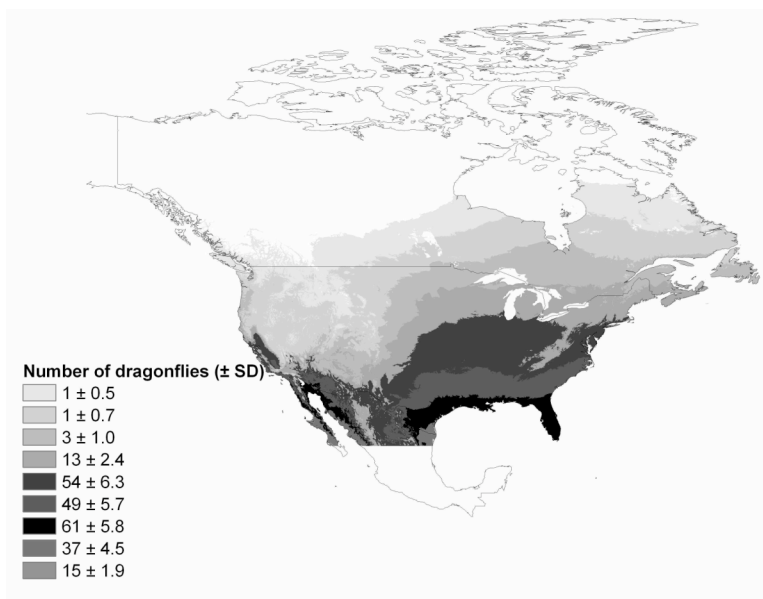 Number of dragonflies (± SD)
1 ± 0.5
1 ± 0.7
3 ± 1.0
13 ± 2.4
54 ± 6.3
49 ± 5.7
61 ± 5.8
37 ± 4.5
15 ± 1.9